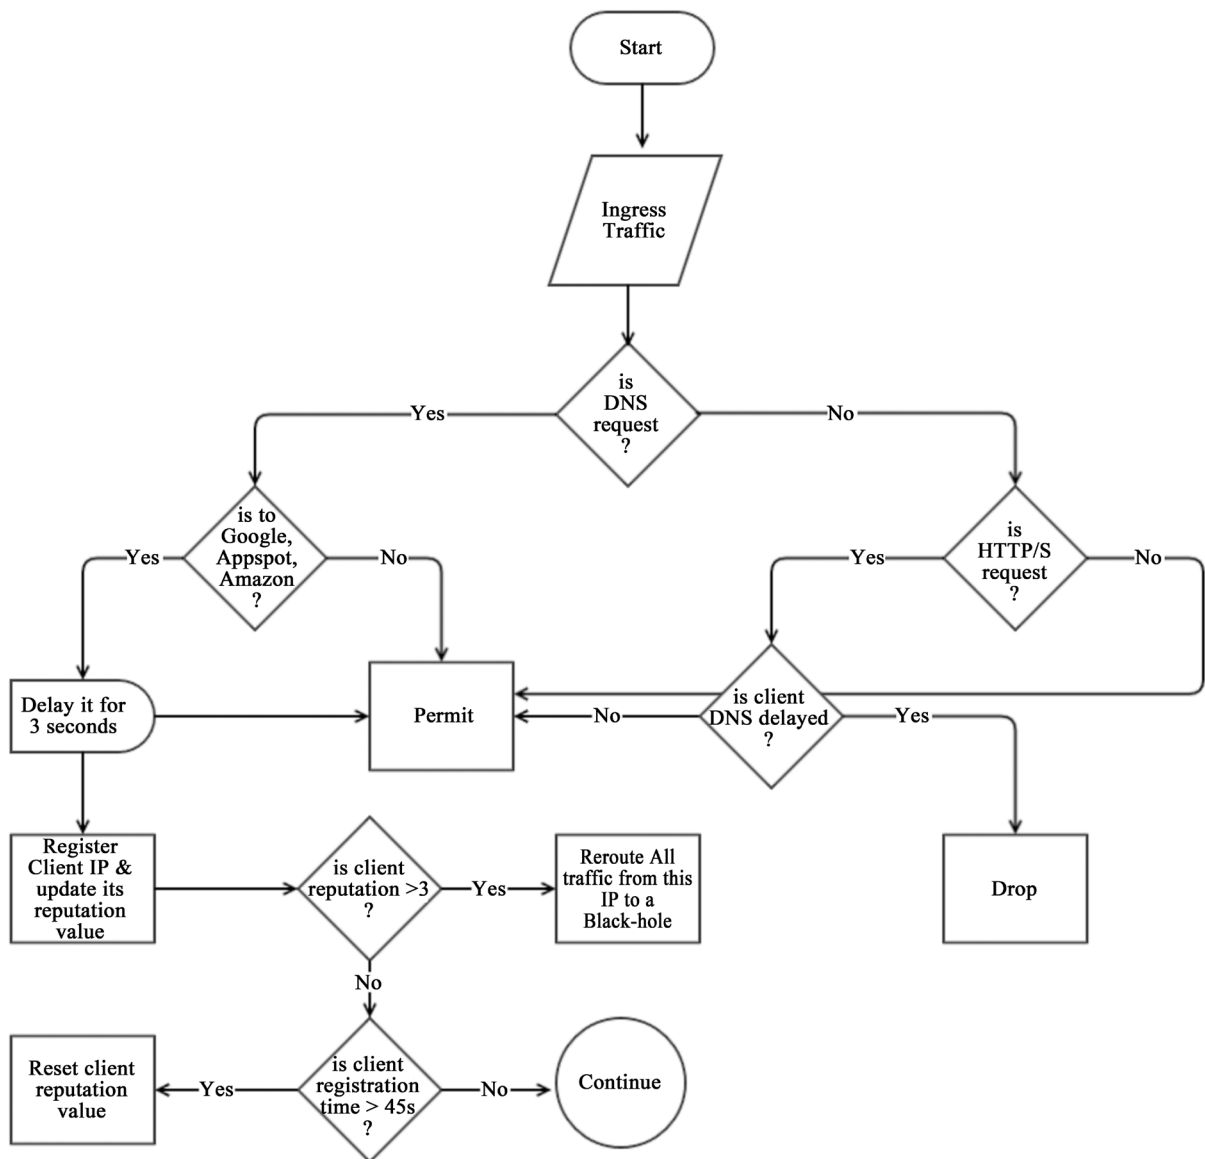 Start
Ingress
Traffic
is
DNS
request
?
Yes
No
is to
Google,
Appspot,
Amazon
?
Yes
No
is
HTTP/S
request
?
Yes
No
Delay it for
3 seconds
Permit
is client
DNS delayed
?
No
Yes
Register
Client IP &
update its
reputation
value
is client
reputation >3
?
Yes
No
Reroute All
traffic from this
IP to a
Black-hole
Drop
Reset client
reputation
value
Yes
is client
registration
time > 45s
?
No
Continue